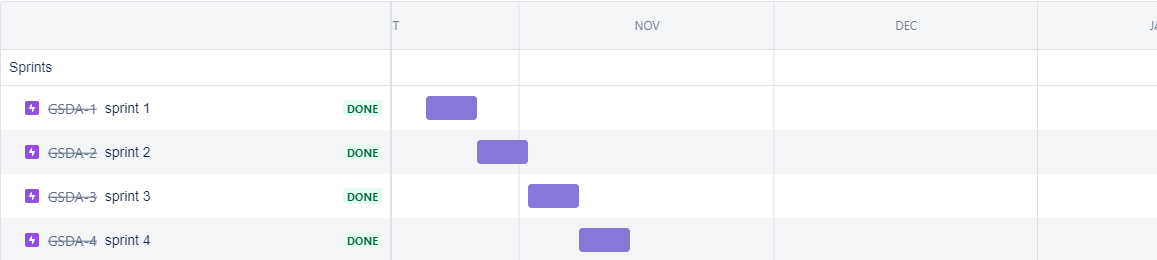 T NOV DEC JA
Sprints
GSDA-1 sprint 1 DONE
GSDA-2 sprint 2 DONE
GSDA-3 sprint 3 DONE
GSDA-4 sprint 4 DONE